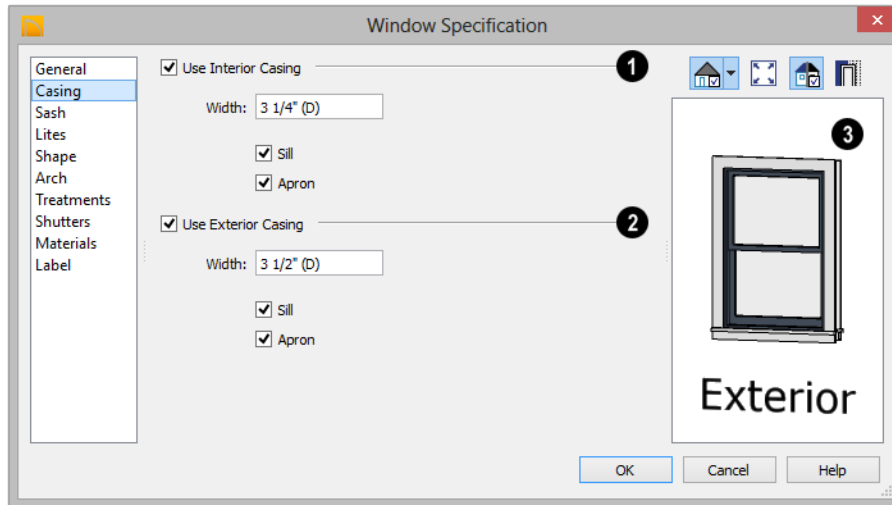 Window Specification
General
Casing
Sash
Lites
Shape
Arch
Treatments
Shutters
Materials
Label
Use Interior Casing 1
Width: 3 1/4" (D)
Sill
Apron
Use Exterior Casing 2
Width: 3 1/2" (D)
Sill
Apron
3
Exterior
OK Cancel Help